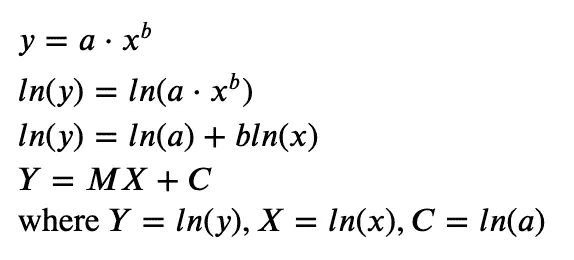 y = a · x^b
ln(y) = ln(a · x^b)
ln(y) = ln(a) + bln(x)
Y = MX + C
where Y = ln(y), X = ln(x), C = ln(a)